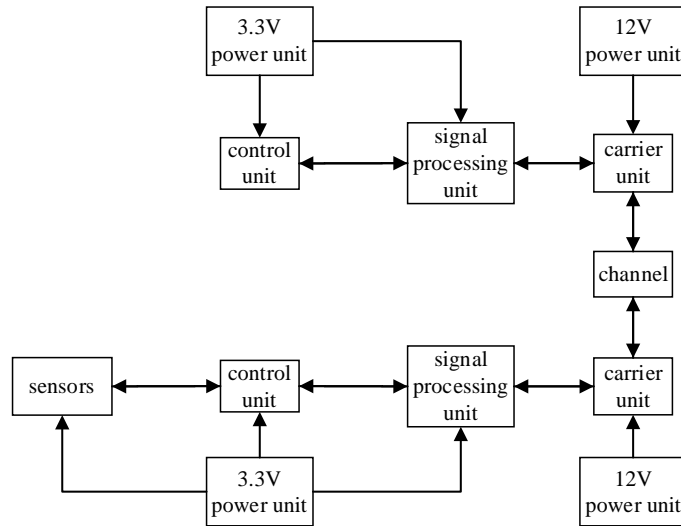 3.3V
power unit
12V
power unit
control
unit
signal
processing
unit
carrier
unit
channel
sensors
control
unit
signal
processing
unit
carrier
unit
3.3V
power unit
12V
power unit